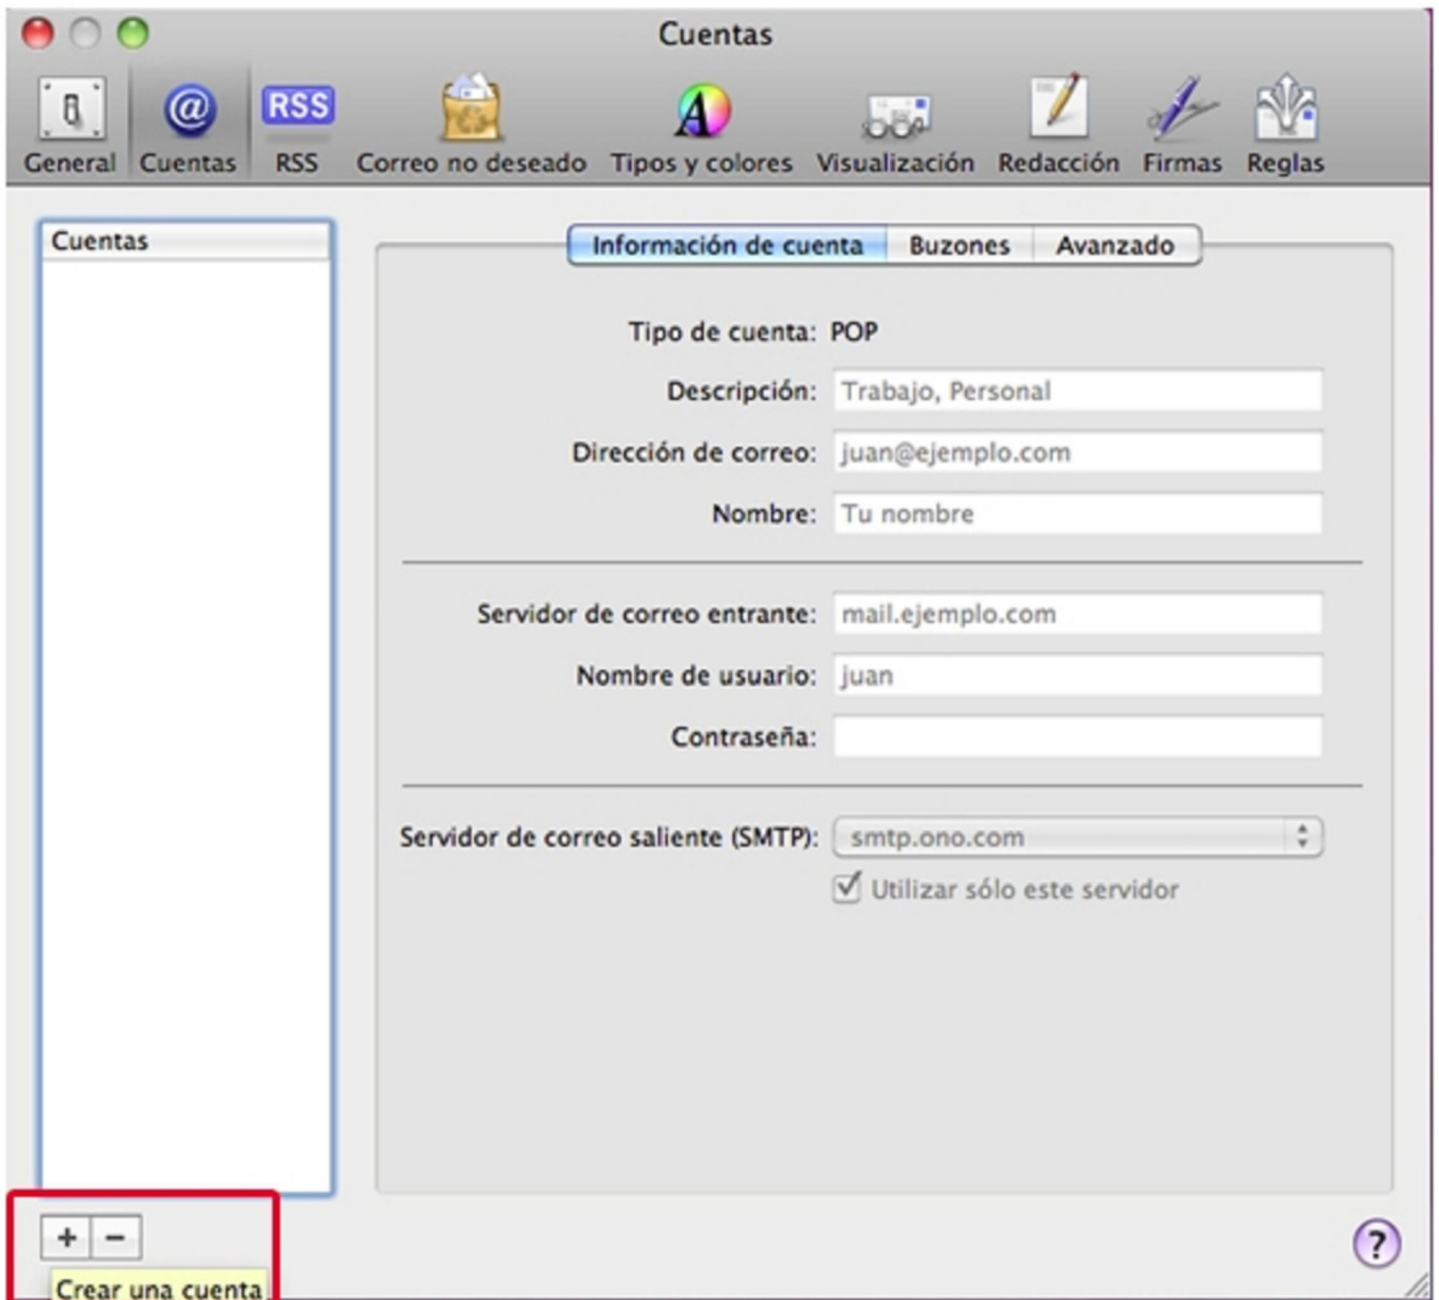 Cuentas
General
Cuentas
RSS
RSS
Correo no deseado
Tipos y colores
Visualización
Redacción
Firmas
Reglas
Cuentas
Información de cuenta
Buzones
Avanzado
Tipo de cuenta: POP
Descripción: Trabajo, Personal
Dirección de correo: juan@ejemplo.com
Nombre: Tu nombre
Servidor de correo entrante: mail.ejemplo.com
Nombre de usuario: juan
Contraseña:
Servidor de correo saliente (SMTP): smtp.ono.com
Utilizar sólo este servidor
+ −
?
Crear una cuenta